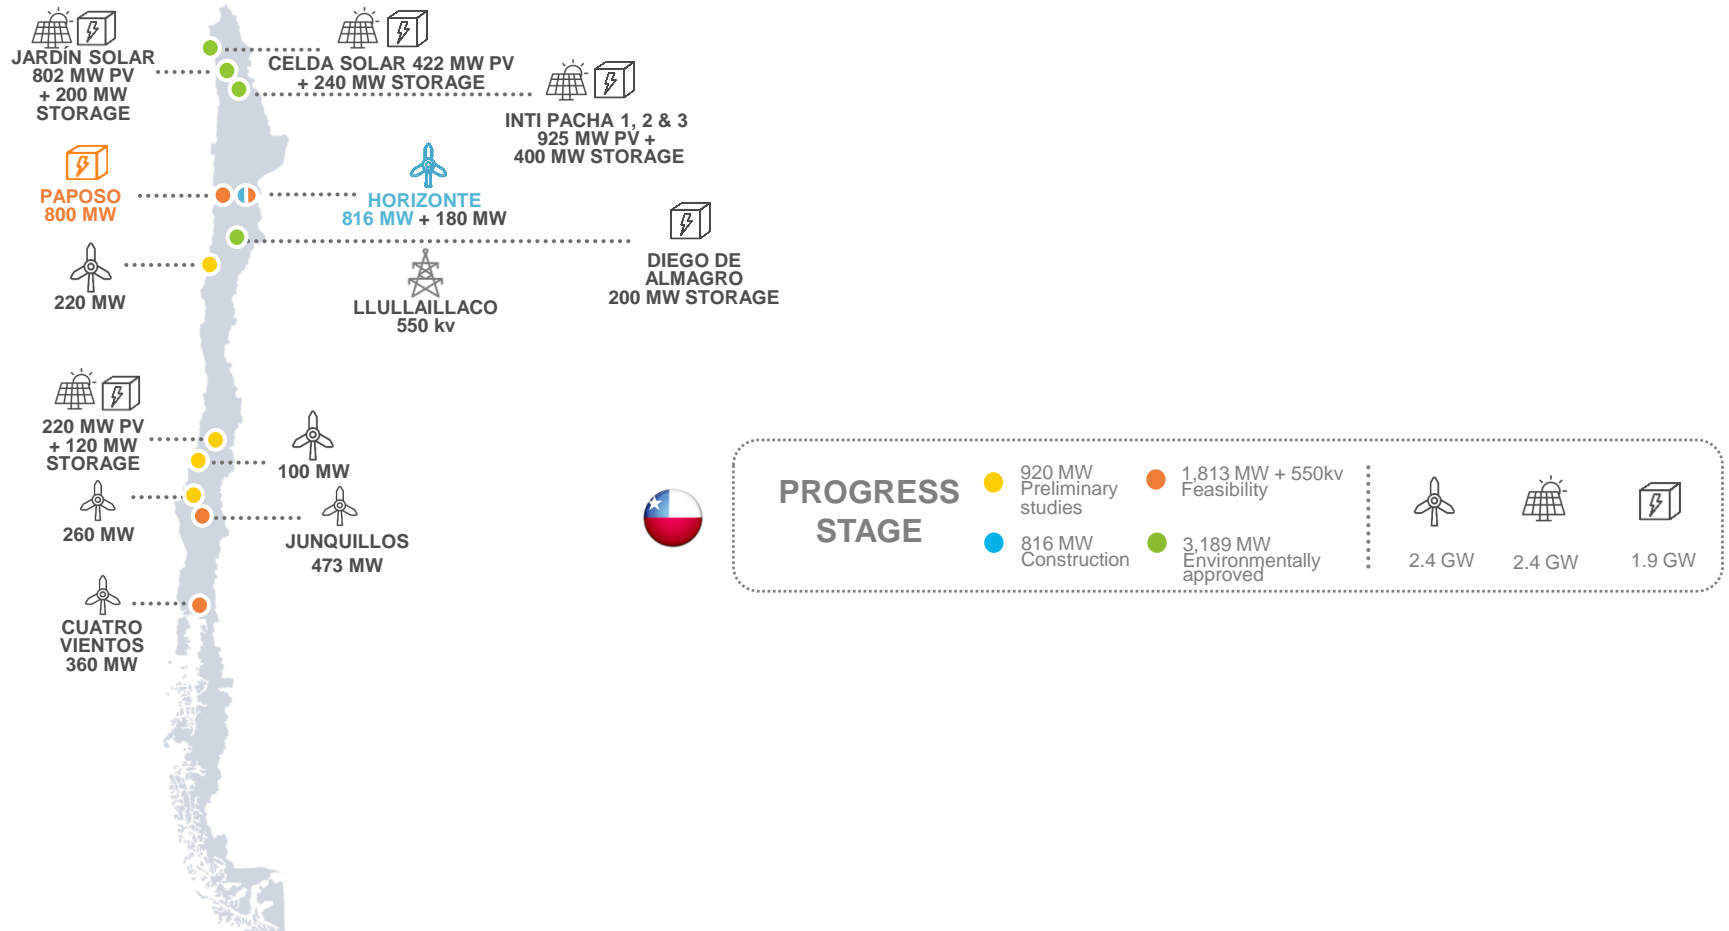 JARDÍN SOLAR
802 MW PV
+ 200 MW
STORAGE
CELDA SOLAR 422 MW PV
+ 240 MW STORAGE
INTI PACHA 1, 2 & 3
925 MW PV +
400 MW STORAGE
PAPOSO
800 MW
HORIZONTE
816 MW + 180 MW
DIEGO DE
ALMAGRO
200 MW STORAGE
220 MW
LLULLAILLACO
550 kv
220 MW PV
+ 120 MW
STORAGE
100 MW
260 MW
JUNQUILLOS
473 MW
CUATRO
VIENTOS
360 MW
PROGRESS
STAGE
920 MW
Preliminary
studies
1,813 MW + 550kv
Feasibility
816 MW
Construction
3,189 MW
Environmentally
approved
2.4 GW
2.4 GW
1.9 GW